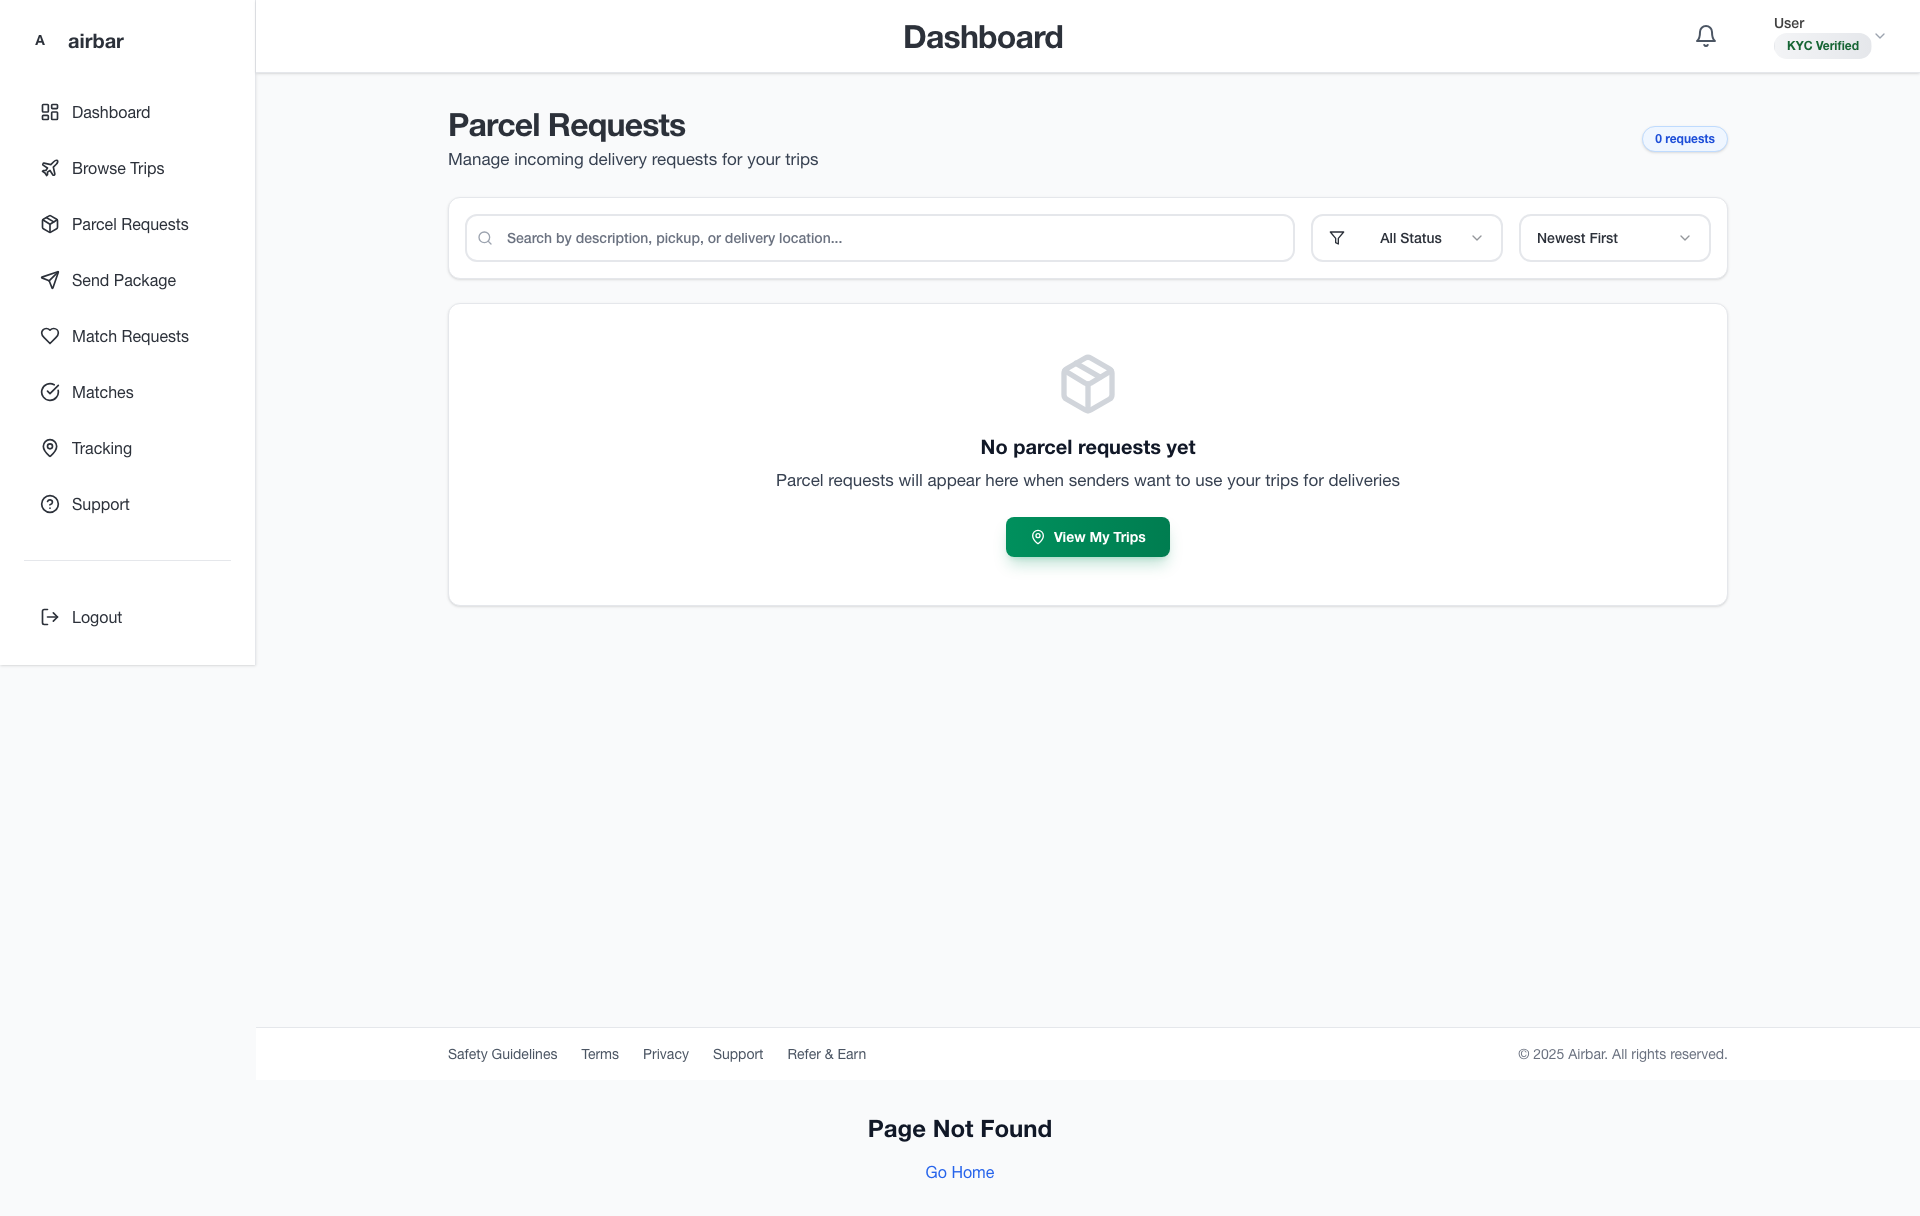 A airbar
Dashboard
Browse Trips
Parcel Requests
Send Package
Match Requests
Matches
Tracking
Support
Logout
Dashboard
User
KYC Verified
Parcel Requests
Manage incoming delivery requests for your trips
0 requests
Search by description, pickup, or delivery location...
All Status
Newest First
No parcel requests yet
Parcel requests will appear here when senders want to use your trips for deliveries
View My Trips
Safety Guidelines Terms Privacy Support Refer & Earn
© 2025 Airbar. All rights reserved.
Page Not Found
Go Home